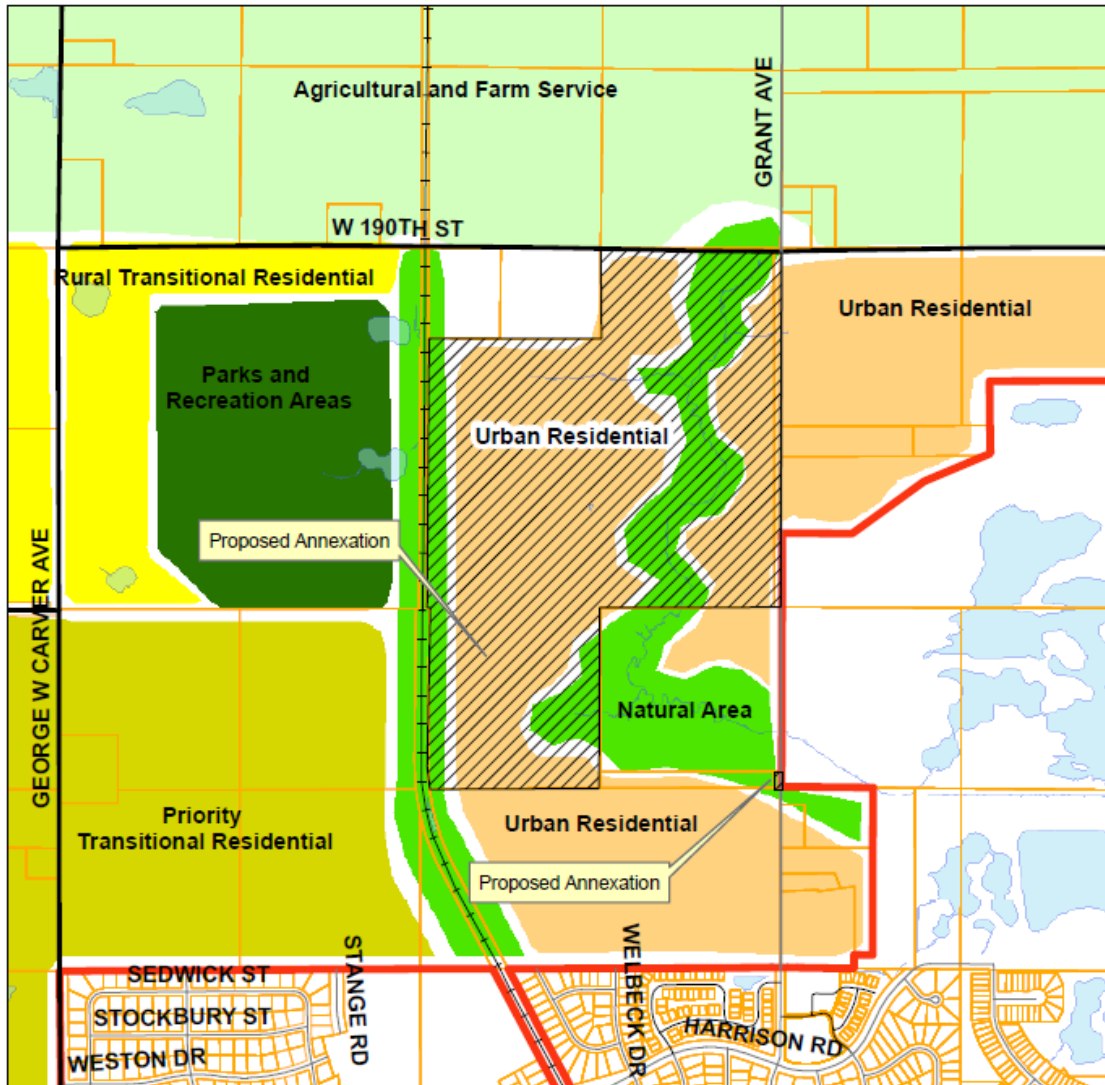 Agricultural and Farm Service
GRANT AVE
W 190TH ST
Rural Transitional Residential
Urban Residential
Parks and
Recreation Areas
Urban Residential
Proposed Annexation
GEORGE W CARVER AVE
Natural Area
Priority
Transitional Residential
Urban Residential
Proposed Annexation
SEDWICK ST
STANGE RD
WELBECK DR
STOCKBURY ST
HARRISON RD
WESTON DR